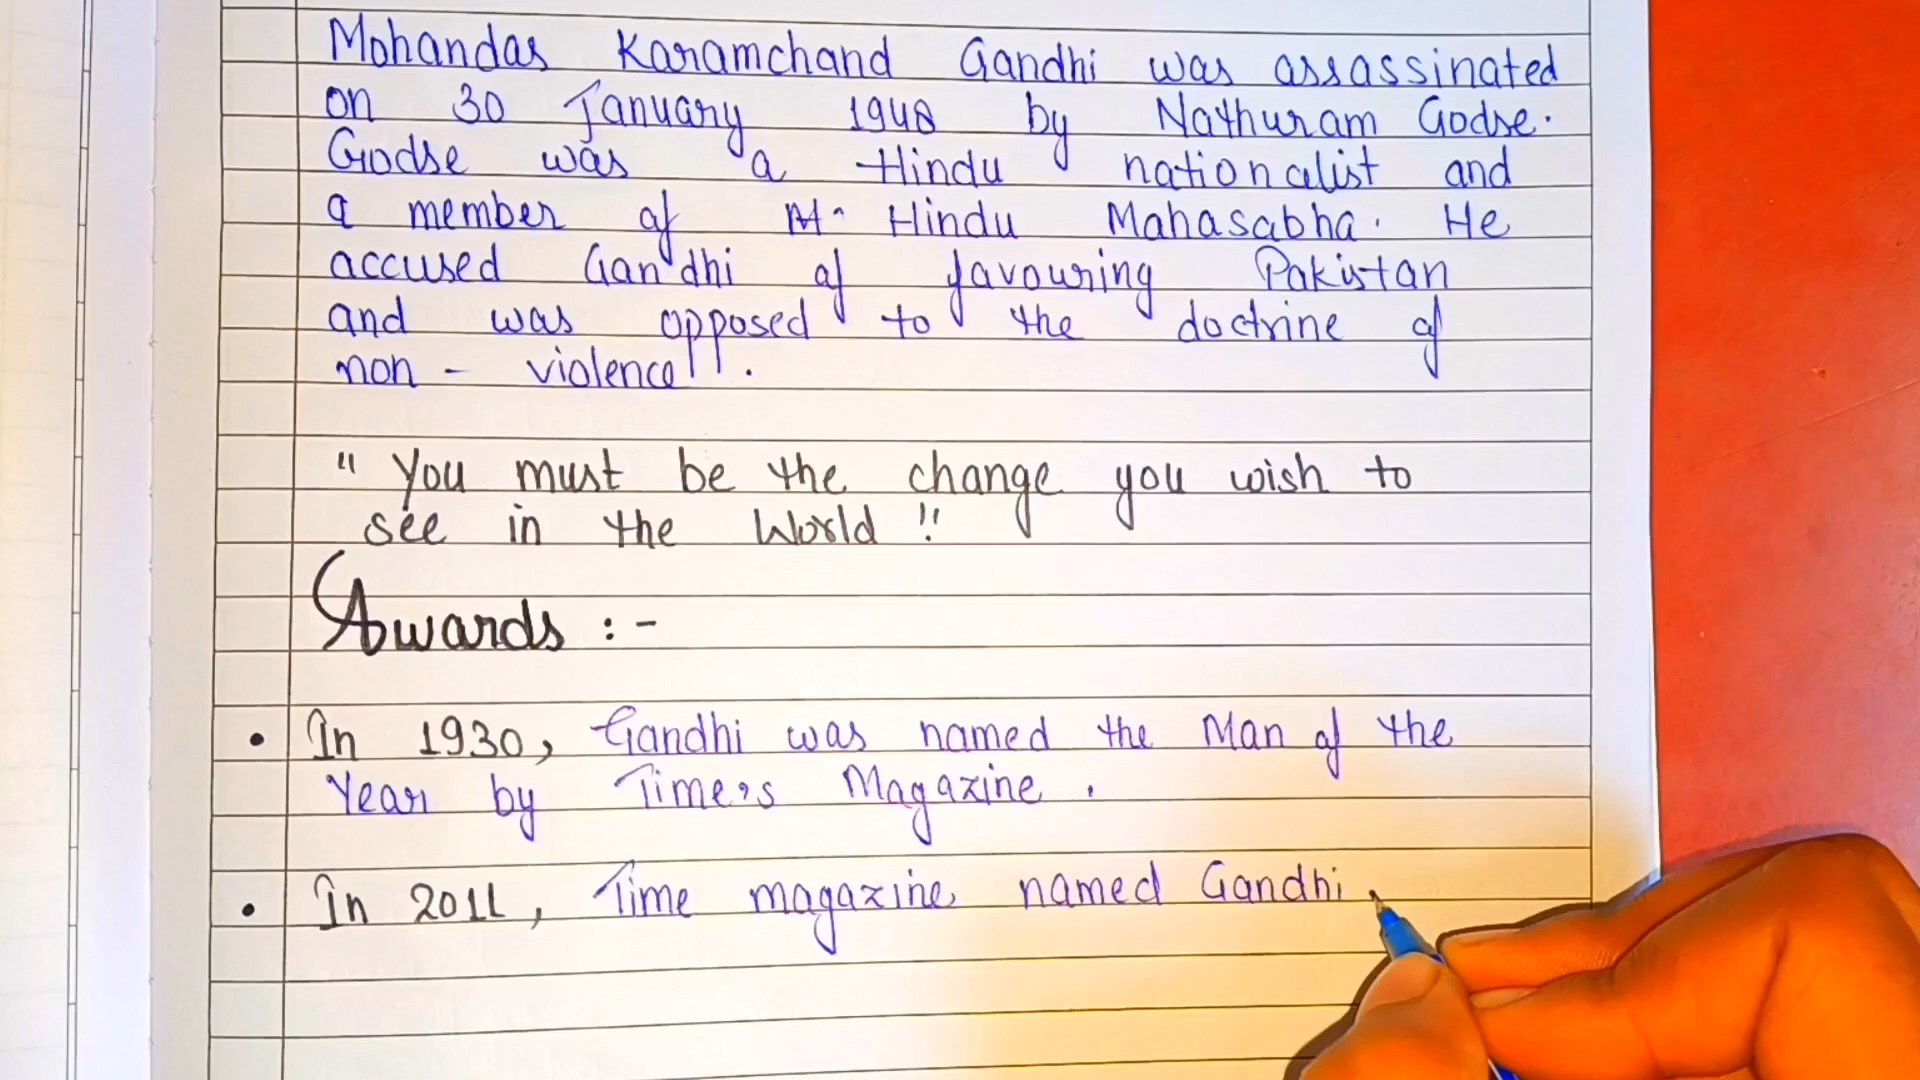 Mohandas Karamchand Gandhi was assassinated
on 30 January 1948 by Nathuram Godse.
Godse was a Hindu nationalist and
a member of Hindu Mahasabha. He
accused Gandhi of favouring Pakistan
and was opposed to the doctrine of
non - violence.
" You must be the change you wish to
see in the World !!
Awards : -
• In 1930, Gandhi was named the Man of the
Year by Times Magazine .
• In 2011, Time magazine named Gandhi